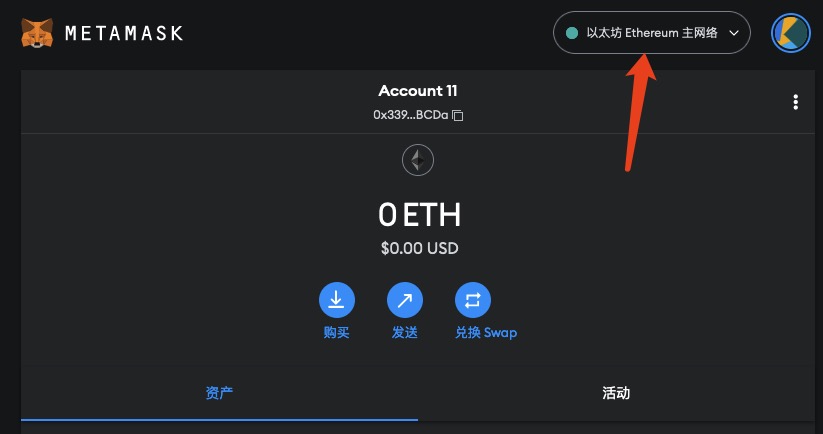 METAMASK
以太坊 Ethereum 主网络
Account 11
0x339...BCDa
0 ETH
$0.00 USD
购买
发送
兑换 Swap
资产
活动